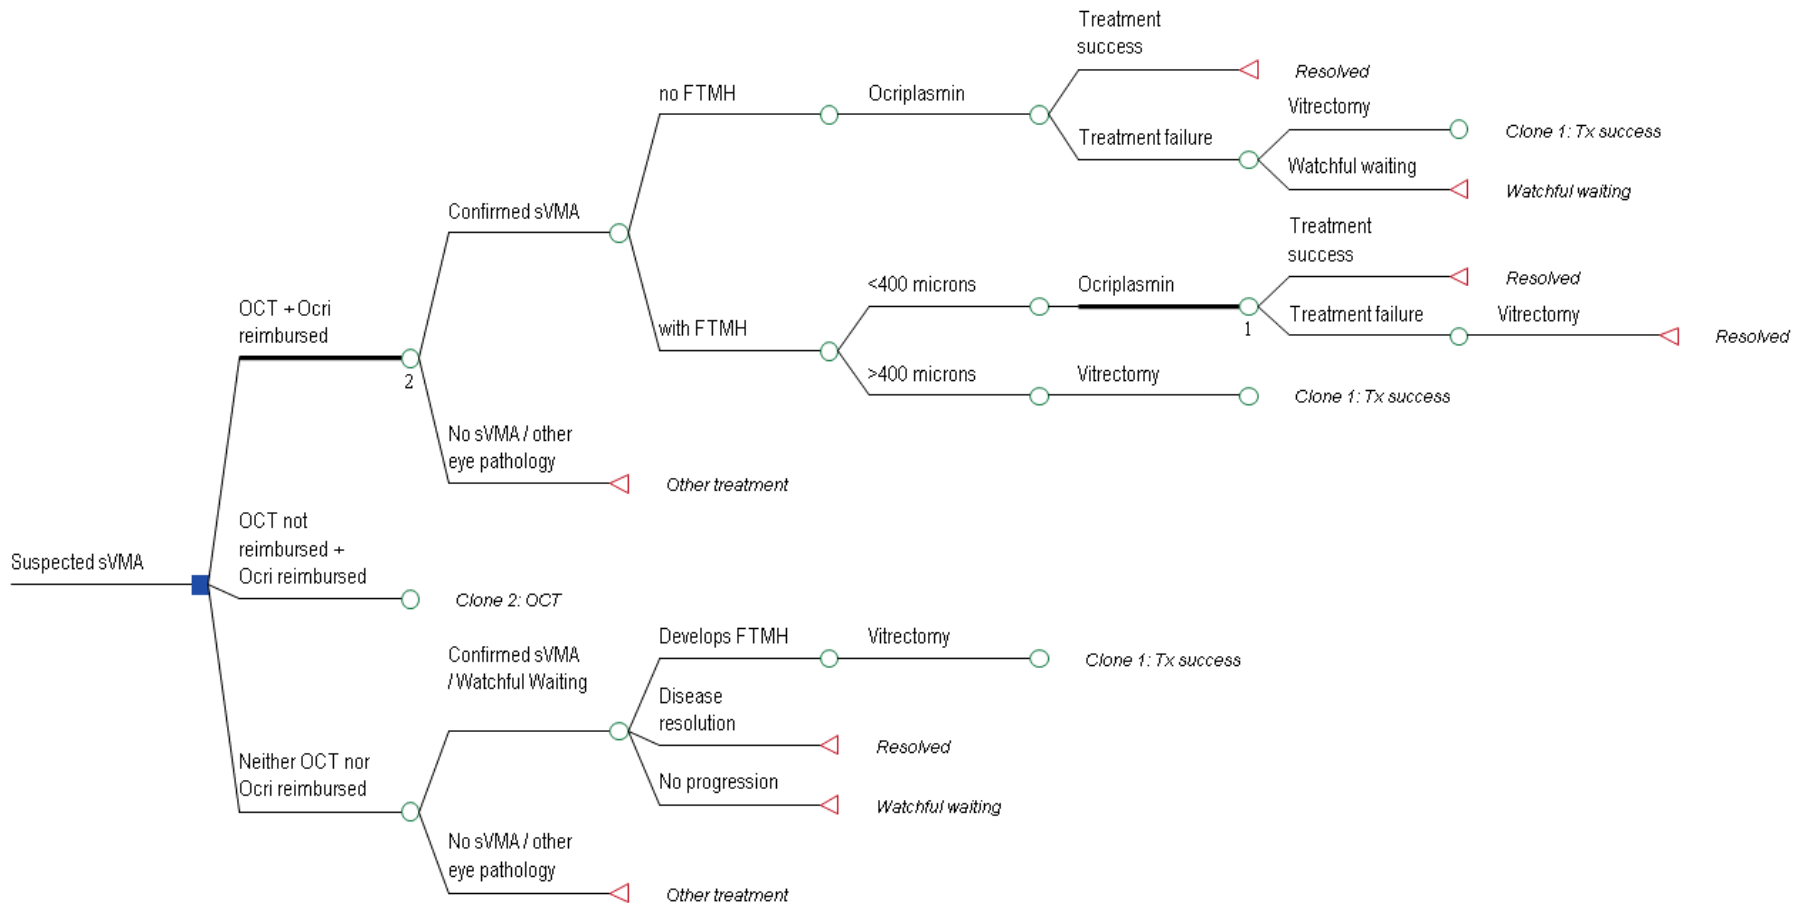 Treatment
success
Resolved
no FTMH
Ocriplasmin
Vitrectomy
Clone 1: Tx success
Treatment failure
Watchful waiting
Watchful waiting
Confirmed sVMA
Treatment
success
Resolved
<400 microns
Ocriplasmin
1
OCT + Ocri
reimbursed
2
with FTMH
Treatment failure
Vitrectomy
Resolved
>400 microns
Vitrectomy
Clone 1: Tx success
No sVMA / other
eye pathology
Other treatment
OCT not
reimbursed +
Ocri reimbursed
Suspected sVMA
Clone 2: OCT
Develops FTMH
Vitrectomy
Clone 1: Tx success
Confirmed sVMA
/ Watchful Waiting
Disease
resolution
Resolved
Neither OCT nor
Ocri reimbursed
No progression
Watchful waiting
No sVMA / other
eye pathology
Other treatment